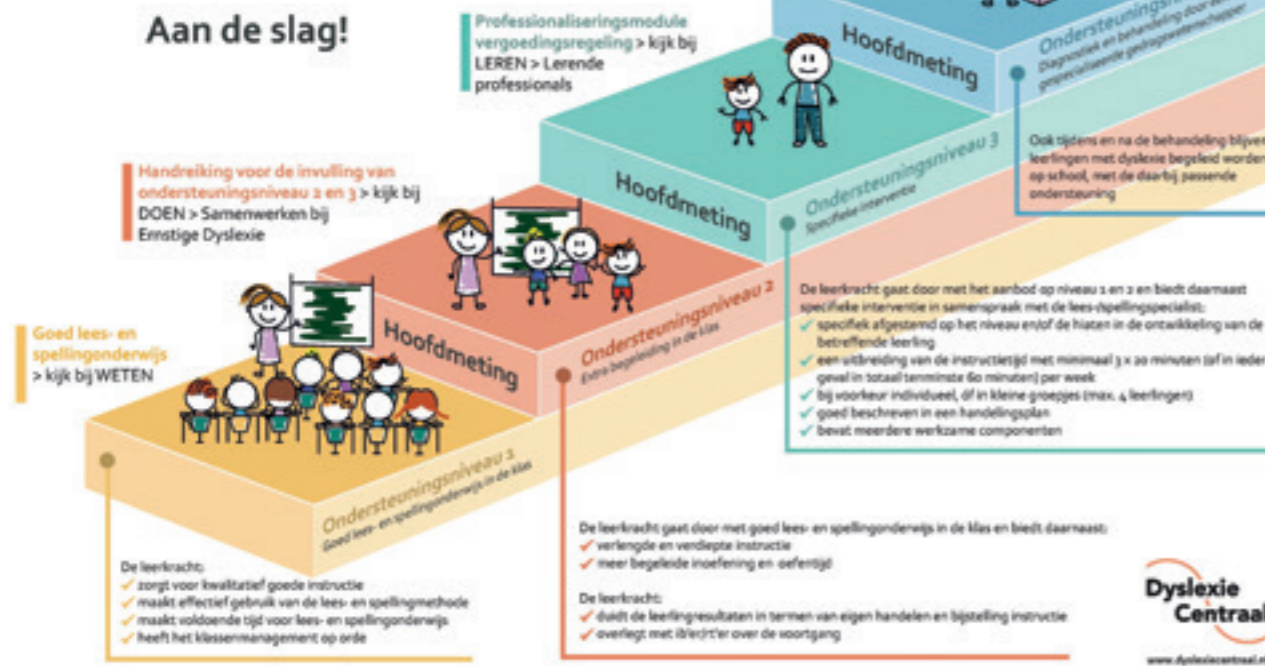 Aan de slag!
Professionaliseringsmodule
vergoedingsregeling > kijk bij
LEREN > Lerende
professionals
Handreiking voor de invulling van
ondersteuningsniveau 2 en 3 > kijk bij
DOEN > Samenwerken bij
Ernstige Dyslexie
Goed lees- en
spellingonderwijs
> kijk bij WETEN
Hoofdmeting
Hoofdmeting
Hoofdmeting
Diagnostiek en behandeling door een
gespecialiseerde gedragswetenschapper
Ook tijdens en na de behandeling blijven
leerlingen met dyslexie begeleid worden
op school, met de daarbij passende
ondersteuning
Ondersteuningsniveau 3
Specifieke interventie
De leerkracht gaat door met het aanbod op niveau 1 en 2 en biedt daarnaast
specifieke interventie in samenspraak met de lees-/spellingspecialist:
✓ specifiek afgestemd op het niveau en/of de hiaten in de ontwikkeling van de
betreffende leerling
✓ een uitbreiding van de instructietijd met minimaal 3 x 20 minuten (of in ieder
geval in totaal tenminste 60 minuten) per week
✓ bij voorkeur individueel, óf in kleine groepjes (max. 4 leerlingen)
✓ goed beschreven in een handelingsplan
✓ bevat meerdere werkzame componenten
Ondersteuningsniveau 2
Extra begeleiding in de klas
De leerkracht gaat door met goed lees- en spellingonderwijs in de klas en biedt daarnaast:
✓ verlengde en verdiepte instructie
✓ meer begeleide inoefening en oefentijd
De leerkracht:
✓ duidt de leerlingresultaten in termen van eigen handelen en bijstelling instructie
✓ overlegt met over de voortgang
Ondersteuningsniveau 1
Goed lees- en spellingonderwijs in de klas
De leerkracht:
✓ zorgt voor kwalitatief goede instructie
✓ maakt effectief gebruik van de lees- en spellingmethode
✓ maakt voldoende tijd voor lees- en spellingonderwijs
✓ heeft het klassenmanagement op orde
Dyslexie
Centraal